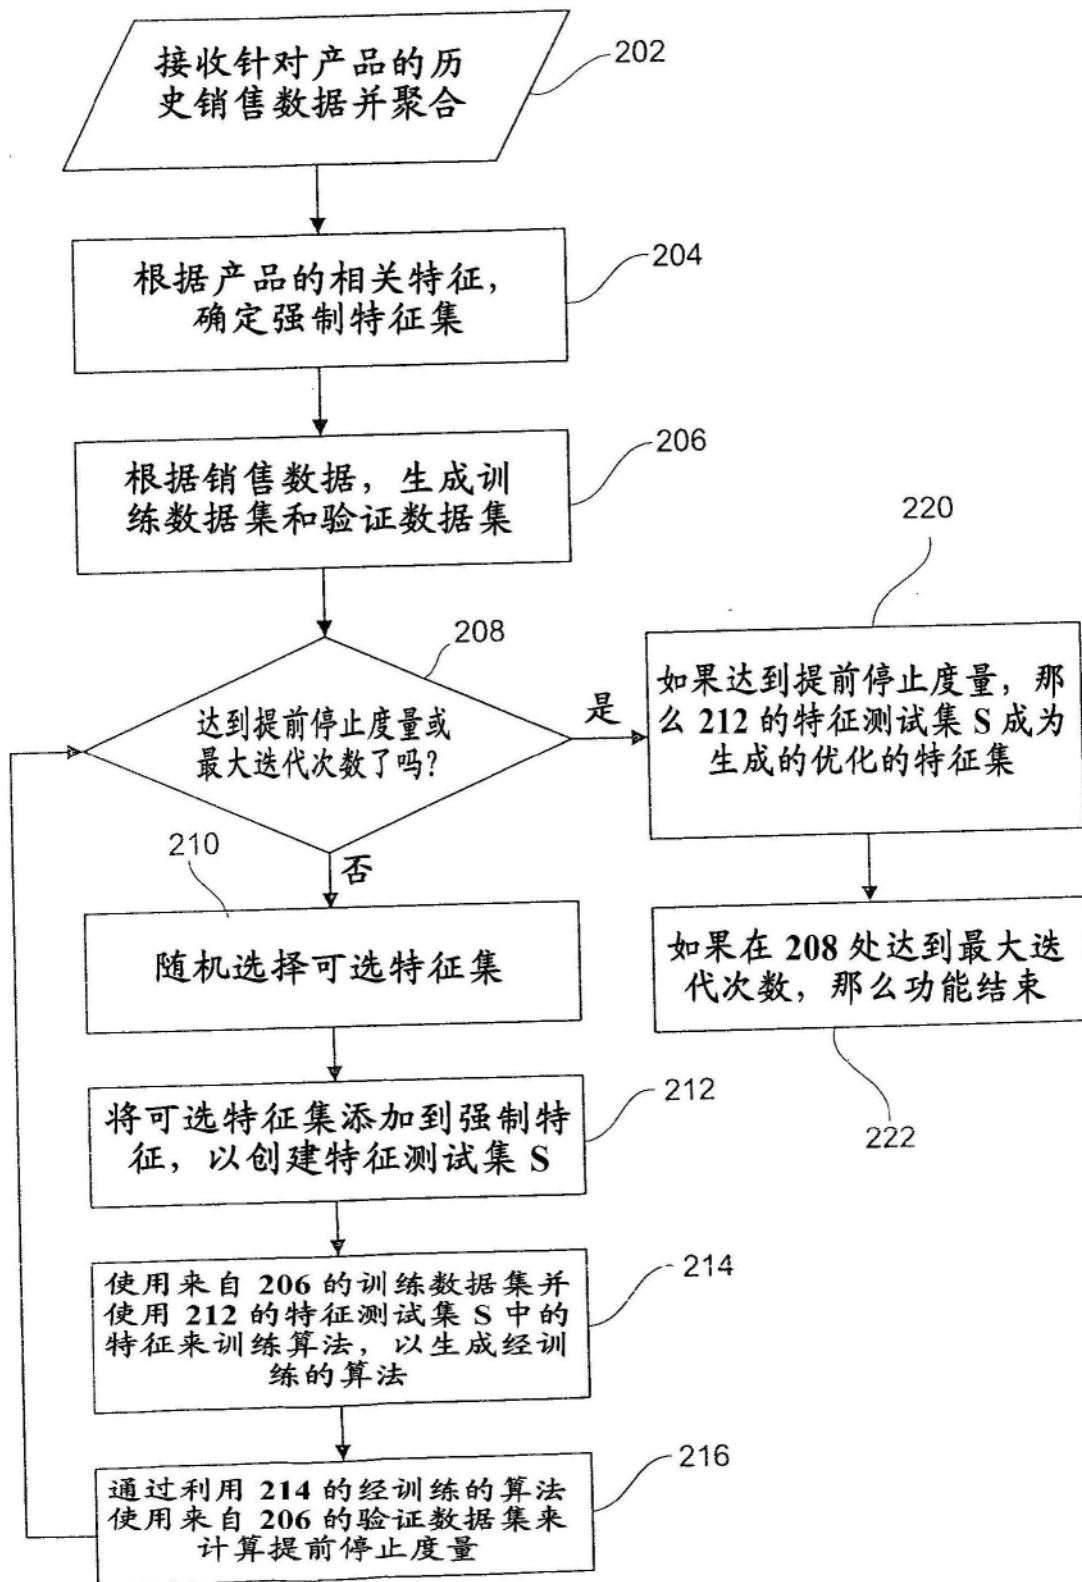 接收针对产品的历
史销售数据并聚合
202
根据产品的相关特征，
确定强制特征集
204
根据销售数据，生成训
练数据集和验证数据集
206
达到提前停止度量或
最大迭代次数了吗？
208
是
220
如果达到提前停止度量，那
么 212 的特征测试集 S 成为
生成的优化的特征集
否
210
随机选择可选特征集
如果在 208 处达到最大迭
代次数，那么功能结束
222
将可选特征集添加到强制特
征，以创建特征测试集 S
212
使用来自 206 的训练数据集并
使用 212 的特征测试集 S 中的
特征来训练算法，以生成经训
练的算法
214
通过利用 214 的经训练的算法
使用来自 206 的验证数据集来
计算提前停止度量
216